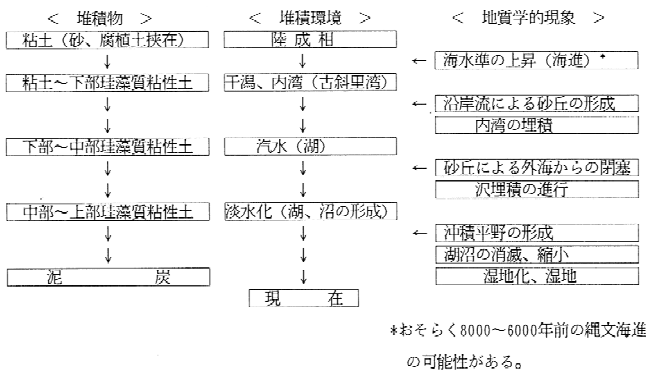 ＜ 堆積物 ＞ ＜ 堆積環境 ＞ ＜ 地質学的現象 ＞
粘土（砂、腐植土挟在） 陸成相
↓ ↓ ← 海水準の上昇（海進）*
粘土～下部珪藻質粘性土 干潟、内湾（古斜里湾）
↓ ↓ ← 沿岸流による砂丘の形成
↓ ↓ 内湾の埋積
下部～中部珪藻質粘性土 汽水（湖）
↓ ↓ ← 砂丘による外海からの閉塞
↓ ↓ 沢埋積の進行
中部～上部珪藻質粘性土 淡水化（湖、沼の形成）
↓ ↓ ← 沖積平野の形成
↓ ↓ 湖沼の消滅、縮小
泥炭 ↓ 湿地化、湿地
現在
*おそらく8000～6000年前の縄文海進
の可能性がある。